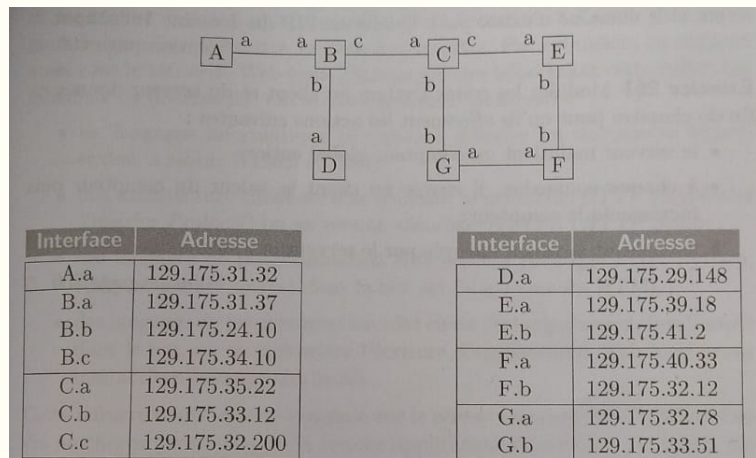 A a a B c a C c a E
b b b
a b b
D G a a F
Interface Adresse
A.a 129.175.31.32
B.a 129.175.31.37
B.b 129.175.24.10
B.c 129.175.34.10
C.a 129.175.35.22
C.b 129.175.33.12
C.c 129.175.32.200
Interface Adresse
D.a 129.175.29.148
E.a 129.175.39.18
E.b 129.175.41.2
F.a 129.175.40.33
F.b 129.175.32.12
G.a 129.175.32.78
G.b 129.175.33.51